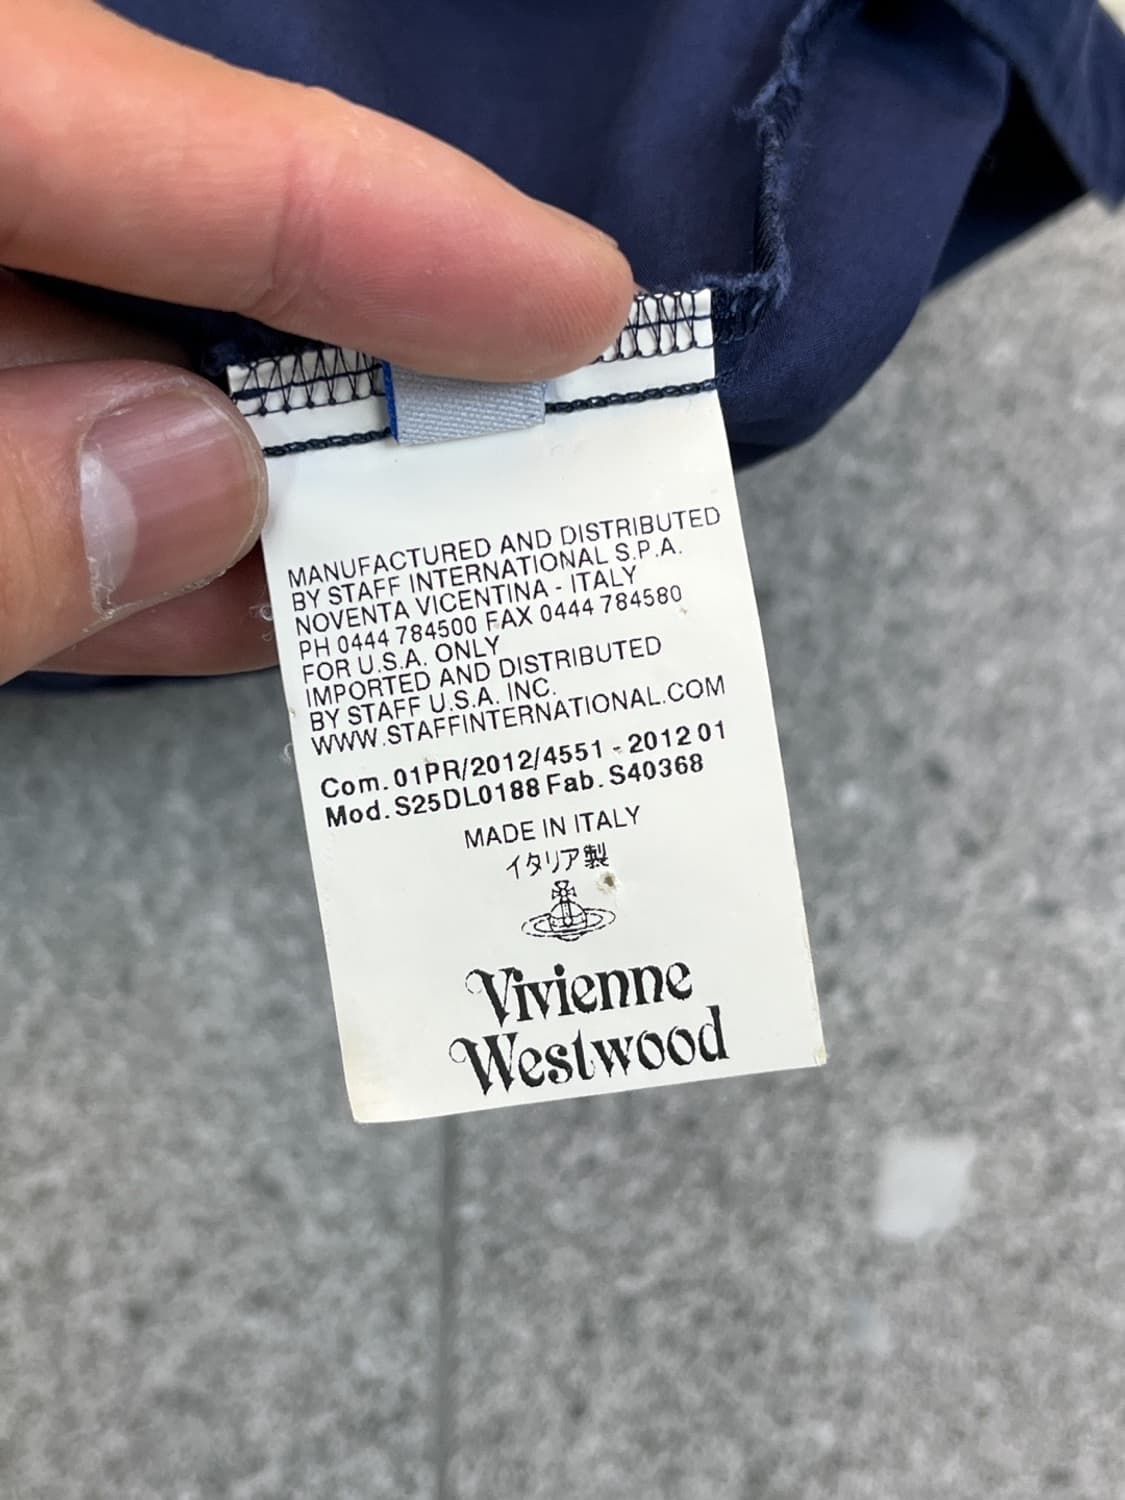 MANUFACTURED AND DISTRIBUTED
BY STAFF INTERNATIONAL S.P.A.
NOVENTA VICENTINA - ITALY
PH 0444 784500 FAX 0444 784580
FOR U.S.A. ONLY
IMPORTED AND DISTRIBUTED
BY STAFF U.S.A. INC.
WWW.STAFFINTERNATIONAL.COM
Com. 01PR/2012/4551 - 2012 01
Mod. S25DL0188 Fab. S40368
MADE IN ITALY
イタリア製
Vivienne
Westwood